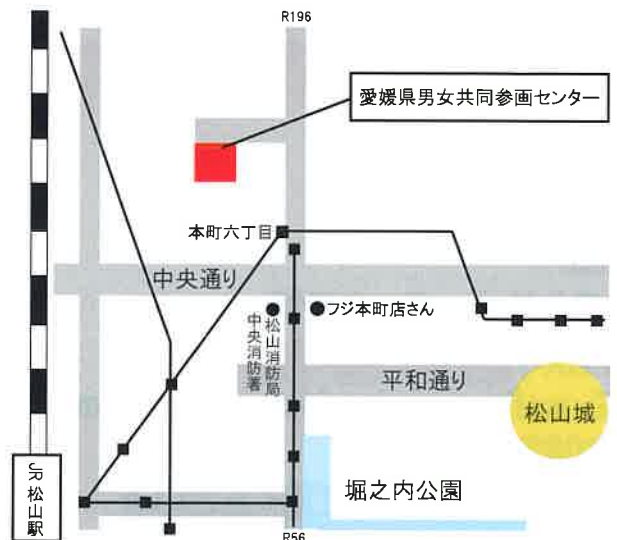 R196
愛媛県男女共同参画センター
本町六丁目
中央通り
フジ本町店さん
松山消防局
中央消防署
平和通り
松山城
堀之内公園
JR松山駅
R56